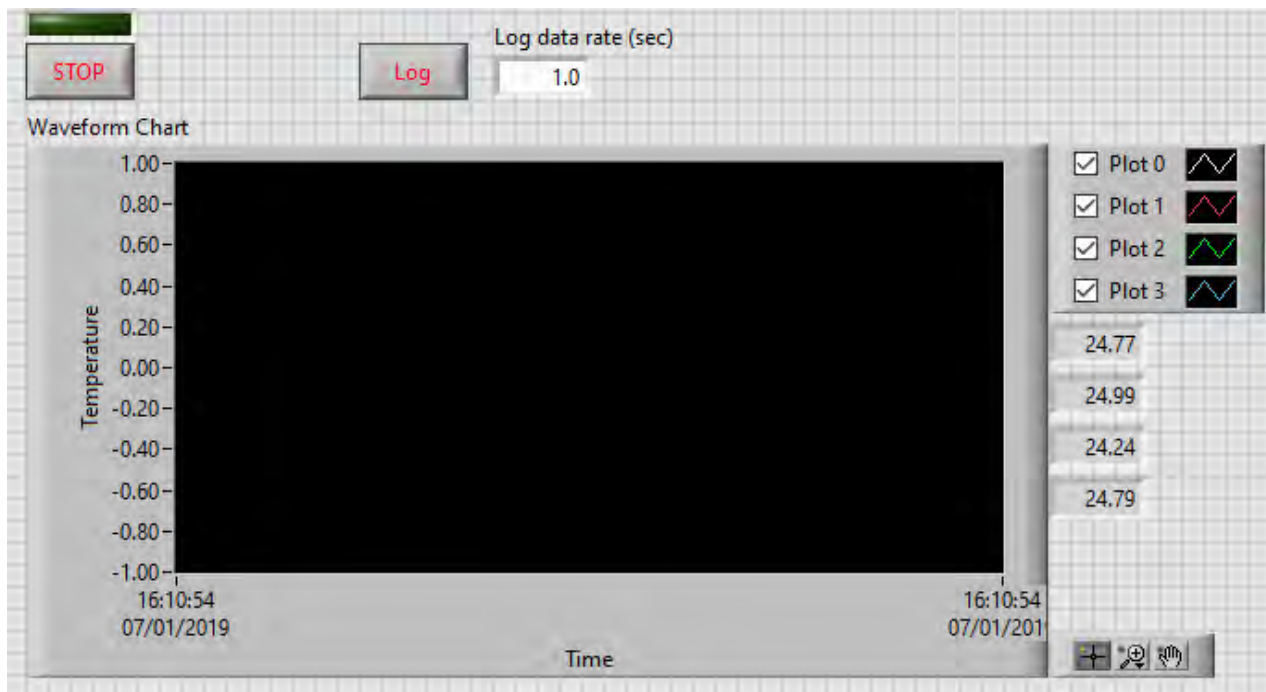 Log data rate (sec)
STOP
Log
1.0
Waveform Chart
1.00
0.80
0.60
0.40
0.20
0.00
-0.20
-0.40
-0.60
-0.80
-1.00
Temperature
16:10:54
07/01/2019
16:10:54
07/01/201
Time
Plot 0
Plot 1
Plot 2
Plot 3
24.77
24.99
24.24
24.79